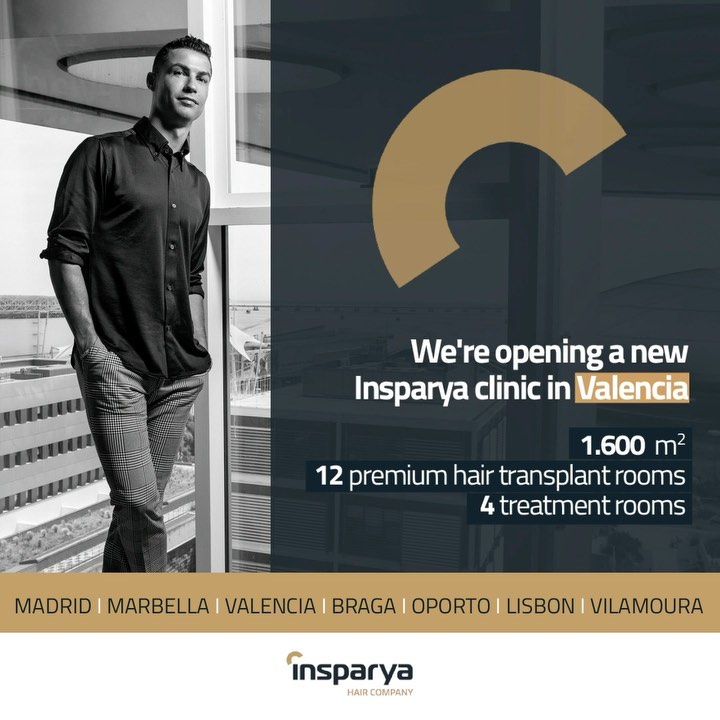 We're opening a new
Insparya clinic in Valencia
1.600 m²
12 premium hair transplant rooms
4 treatment rooms
MADRID | MARBELLA | VALENCIA | BRAGA | OPORTO | LISBON | VILAMOURA
insparya
HAIR COMPANY